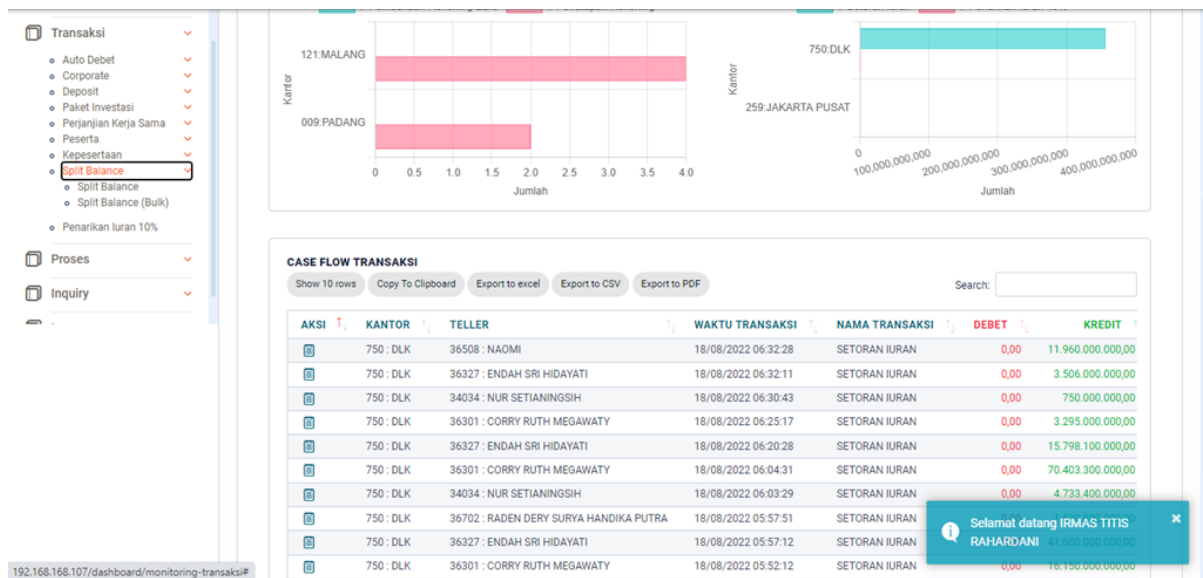 Transaksi
Auto Debet
Corporate
Deposit
Paket Investasi
Perjanjian Kerja Sama
Peserta
Kepesertaan
Split Balance
Split Balance
Split Balance (Bulk)
Penarikan Iuran 10%
Proses
Inquiry
Kantor
121:MALANG
009:PADANG
0 0.5 1.0 1.5 2.0 2.5 3.0 3.5 4.0
Jumlah
Kantor
750:DLK
259:JAKARTA PUSAT
0 100,000,000,000 200,000,000,000 300,000,000,000 400,000,000,000
Jumlah
CASE FLOW TRANSAKSI
Show 10 rows Copy To Clipboard Export to excel Export to CSV Export to PDF Search:
AKSI KANTOR TELLER WAKTU TRANSAKSI NAMA TRANSAKSI DEBET KREDIT
750 : DLK 36508 : NAOMI 18/08/2022 06:32:28 SETORAN IURAN 0,00 11.960.000.000,00
750 : DLK 36327 : ENDAH SRI HIDAYATI 18/08/2022 06:32:11 SETORAN IURAN 0,00 3.506.000.000,00
750 : DLK 34034 : NUR SETIANINGSIH 18/08/2022 06:30:43 SETORAN IURAN 0,00 750.000.000,00
750 : DLK 36301 : CORRY RUTH MEGAWATY 18/08/2022 06:25:17 SETORAN IURAN 0,00 3.295.000.000,00
750 : DLK 36327 : ENDAH SRI HIDAYATI 18/08/2022 06:20:28 SETORAN IURAN 0,00 15.798.100.000,00
750 : DLK 36301 : CORRY RUTH MEGAWATY 18/08/2022 06:04:31 SETORAN IURAN 0,00 70.403.300.000,00
750 : DLK 34034 : NUR SETIANINGSIH 18/08/2022 06:03:29 SETORAN IURAN 0,00 4.733.400.000,00
750 : DLK 36702 : RADEN DERY SURYA HANDIKA PUTRA 18/08/2022 05:57:51 SETORAN IURAN
750 : DLK 36327 : ENDAH SRI HIDAYATI 18/08/2022 05:57:12 SETORAN IURAN
750 : DLK 36301 : CORRY RUTH MEGAWATY 18/08/2022 05:52:12 SETORAN IURAN 0,00 16.150.000.000,00
Selamat datang IRMAS TITIS
RAHARDANI
192.168.168.107/dashboard/monitoring-transaksi#